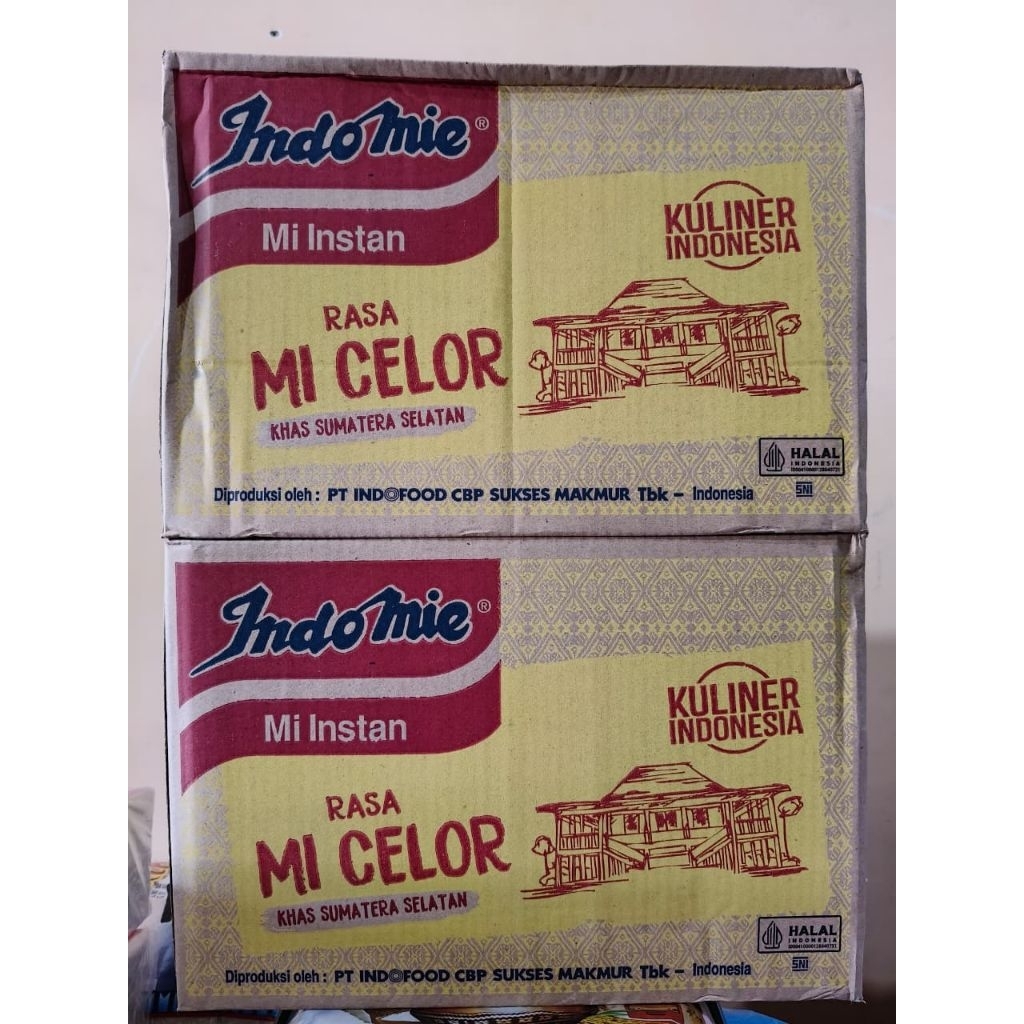 Indomie®
Mi Instan
KULINER
INDONESIA
RASA
MI CELOR
KHAS SUMATERA SELATAN
HALAL
INDONESIA
Diproduksi oleh : PT INDOFOOD CBP SUKSES MAKMUR Tbk – Indonesia
SNI
Indomie®
Mi Instan
KULINER
INDONESIA
RASA
MI CELOR
KHAS SUMATERA SELATAN
HALAL
INDONESIA
Diproduksi oleh : PT INDOFOOD CBP SUKSES MAKMUR Tbk – Indonesia
SNI